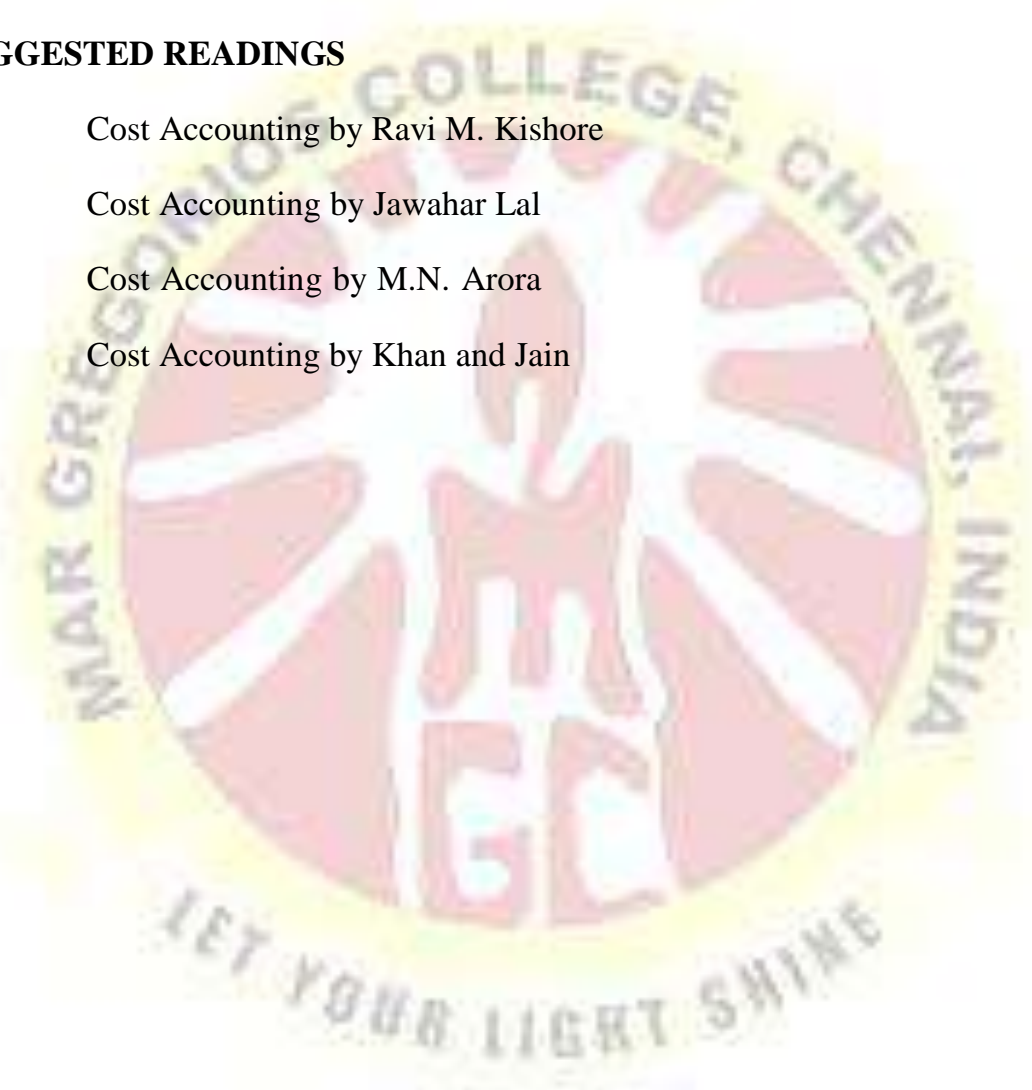 GGESTED READINGS
Cost Accounting by Ravi M. Kishore
Cost Accounting by Jawahar Lal
Cost Accounting by M.N. Arora
Cost Accounting by Khan and Jain
MAR GREGORIOS COLLEGE, CHENNAI, INDIA
M
GC
LET YOUR LIGHT SHINE